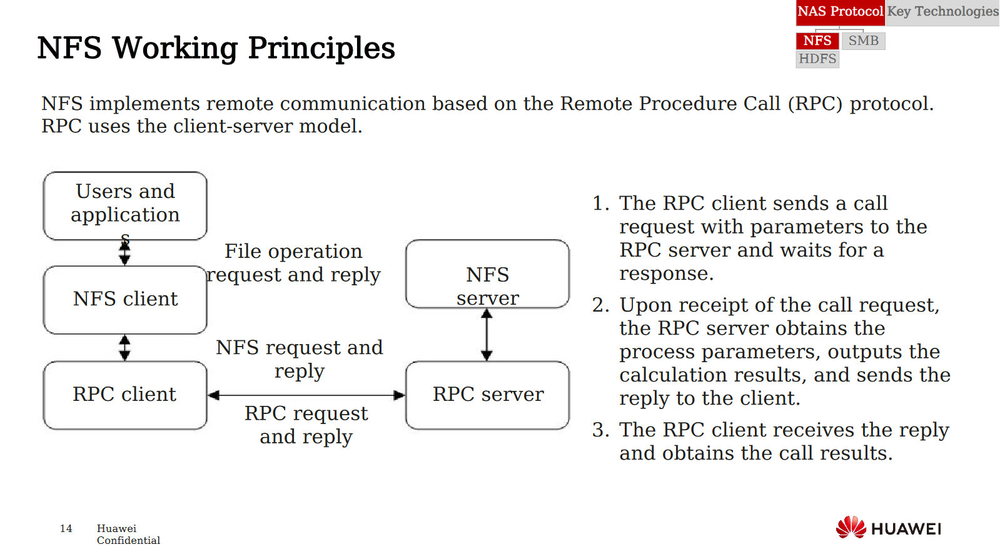 NAS Protocol Key Technologies
NFS SMB
HDFS
NFS Working Principles
NFS implements remote communication based on the Remote Procedure Call (RPC) protocol.
RPC uses the client-server model.
Users and
application
s
File operation
request and reply
NFS client
NFS
server
NFS request and
reply
RPC client
RPC server
RPC request
and reply
1. The RPC client sends a call
request with parameters to the
RPC server and waits for a
response.
2. Upon receipt of the call request,
the RPC server obtains the
process parameters, outputs the
calculation results, and sends the
reply to the client.
3. The RPC client receives the reply
and obtains the call results.
14 Huawei
Confidential
HUAWEI